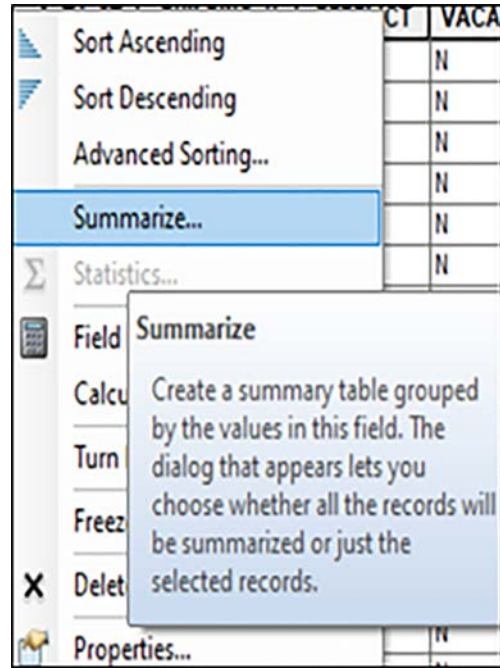 CT VACA
Sort Ascending
N
Sort Descending
N
Advanced Sorting...
N
N
Summarize...
N
Statistics...
N
Summarize
Create a summary table grouped
by the values in this field. The
dialog that appears lets you
choose whether all the records will
be summarized or just the
selected records.
Field
Calcu
Turn
Freez
Delet
Properties...
N